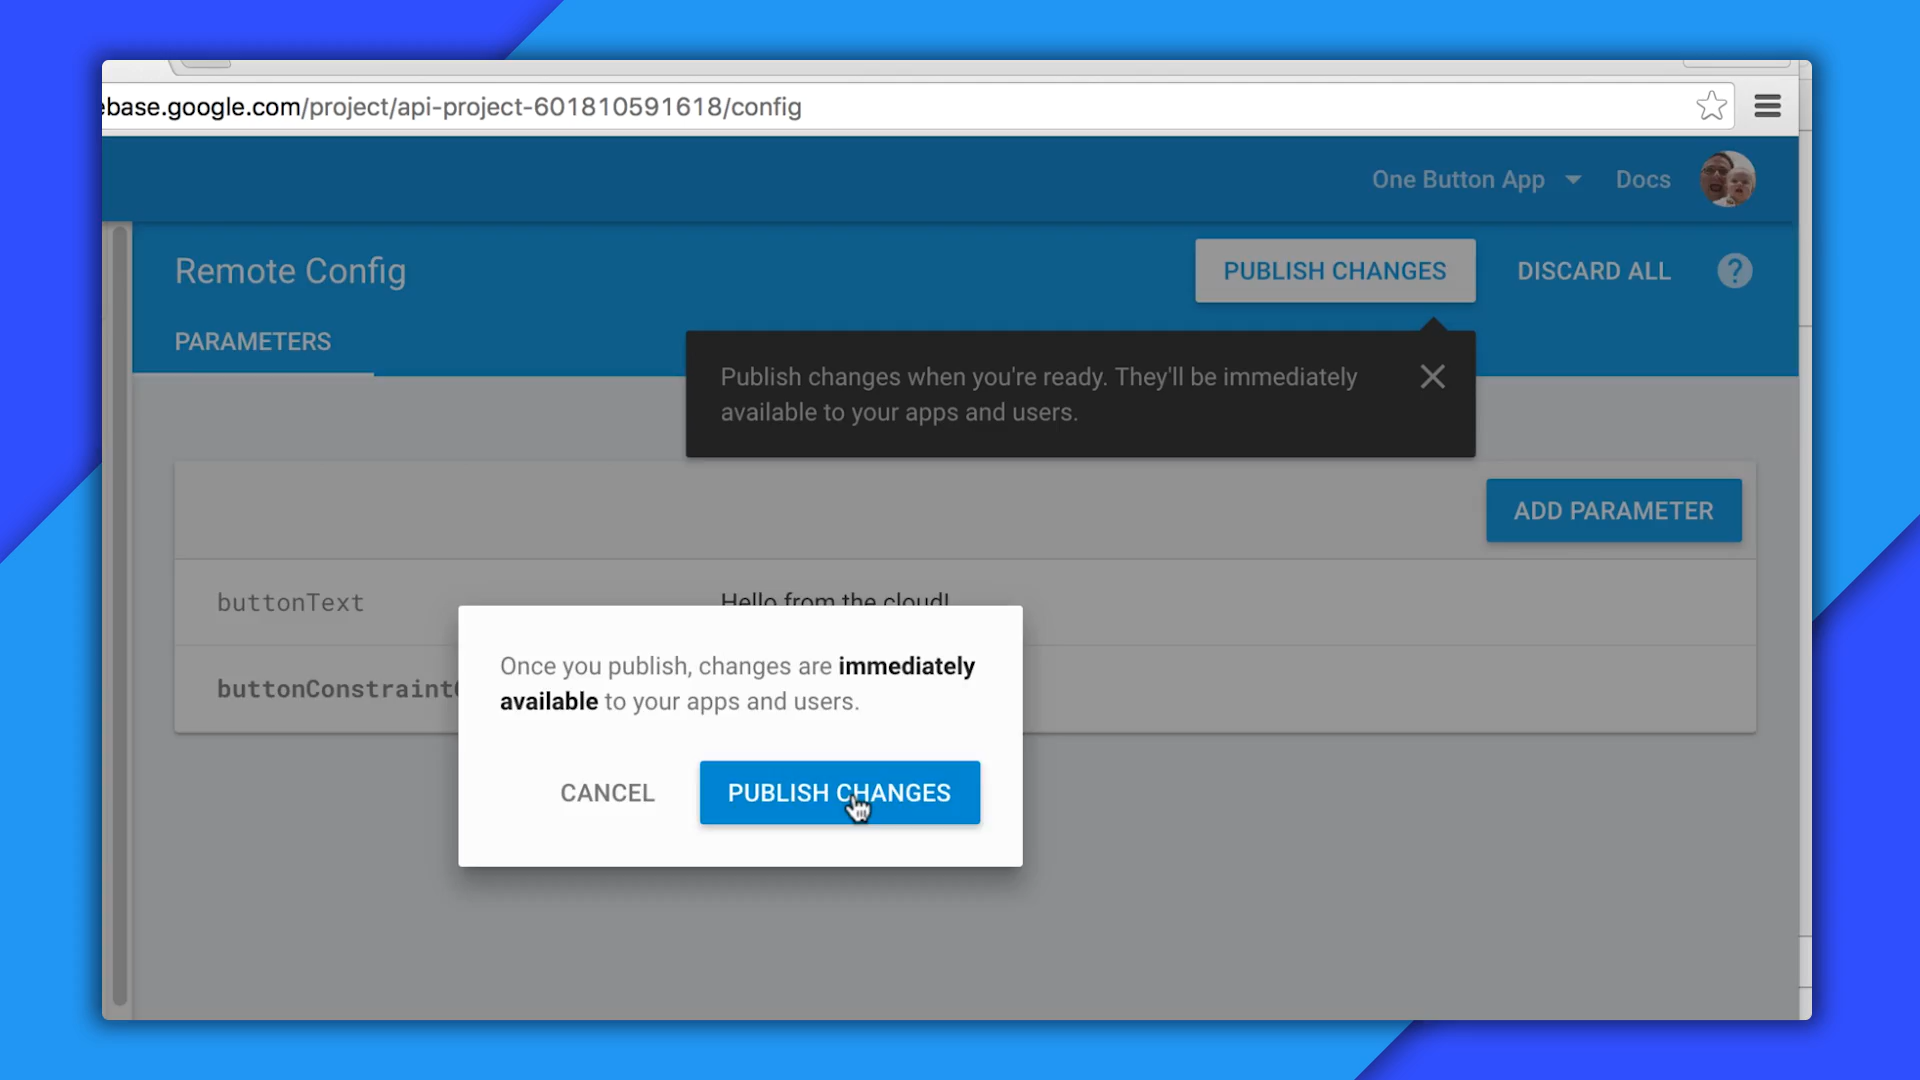 ebase.google.com/project/api-project-601810591618/config
One Button App Docs
Remote Config
PUBLISH CHANGES DISCARD ALL ?
PARAMETERS
Publish changes when you're ready. They'll be immediately
available to your apps and users.
ADD PARAMETER
buttonText Hello from the cloud!
buttonConstraint
Once you publish, changes are immediately
available to your apps and users.
CANCEL PUBLISH CHANGES